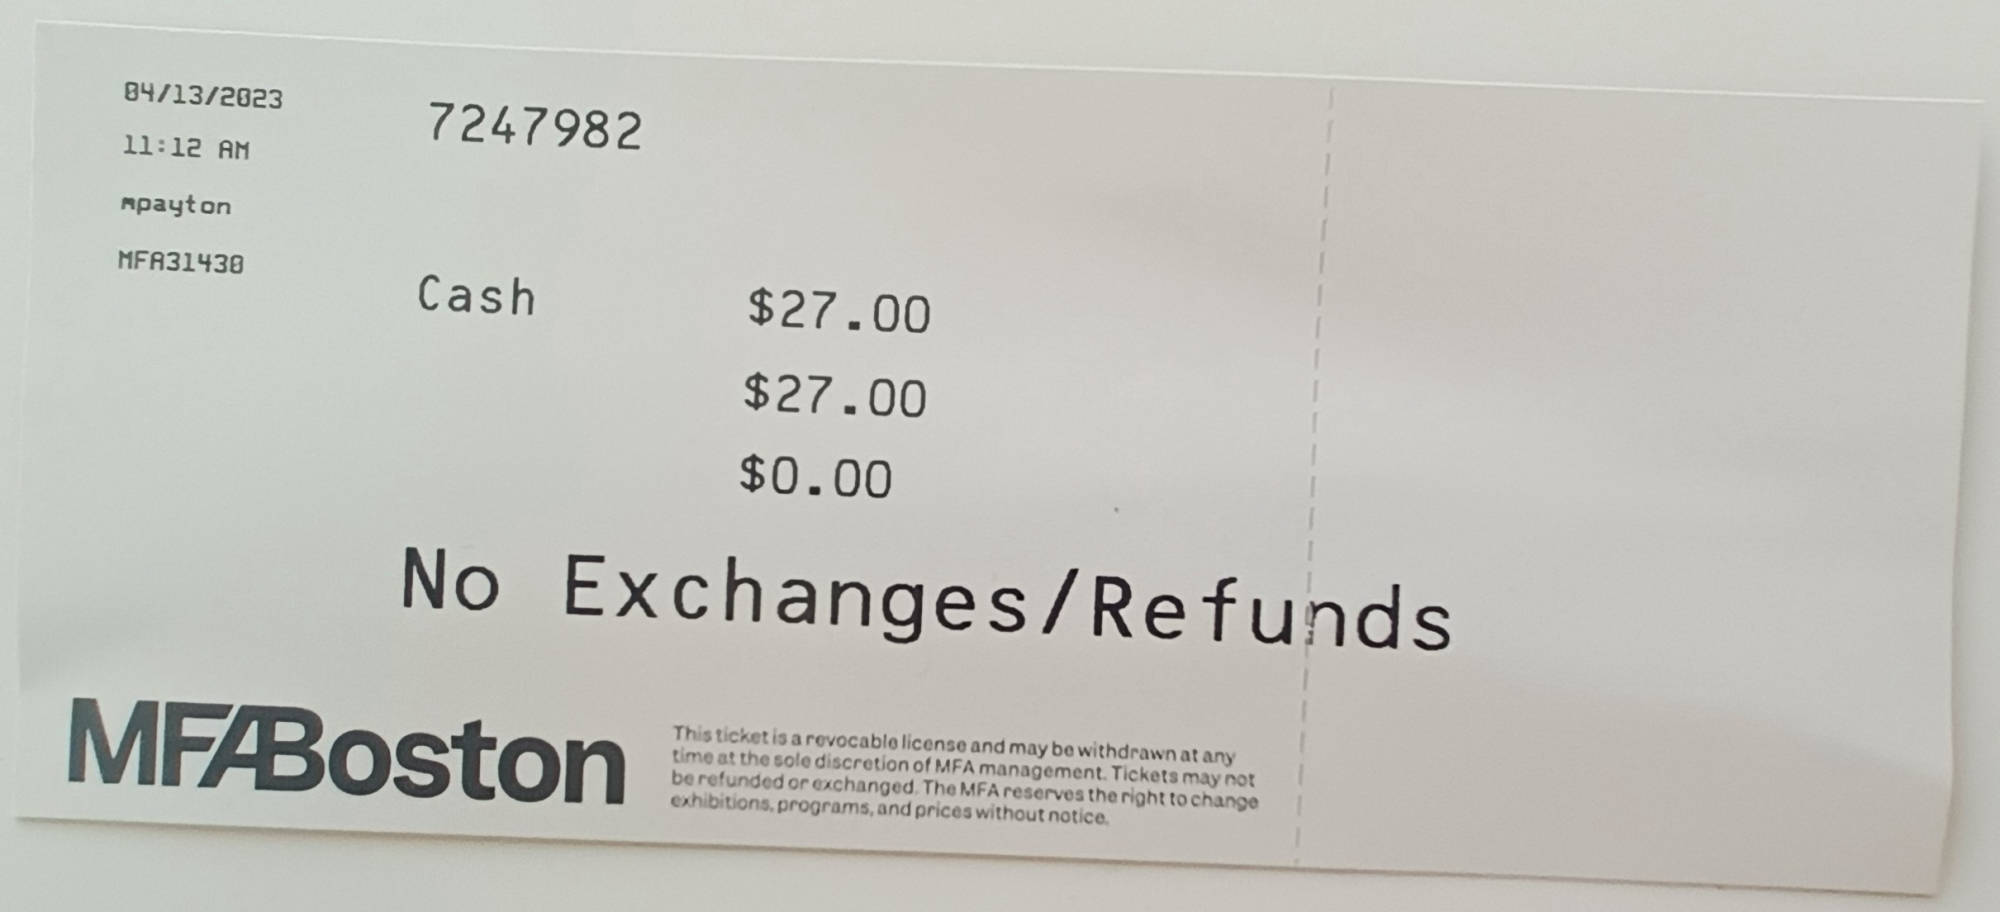 04/13/2023
11:12 AM
mpayton
MFA31430
7247982
Cash $27.00
$27.00
$0.00
No Exchanges/Refunds
MFABoston
This ticket is a revocable license and may be withdrawn at any
time at the sole discretion of MFA management. Tickets may not
be refunded or exchanged. The MFA reserves the right to change
exhibitions, programs, and prices without notice.